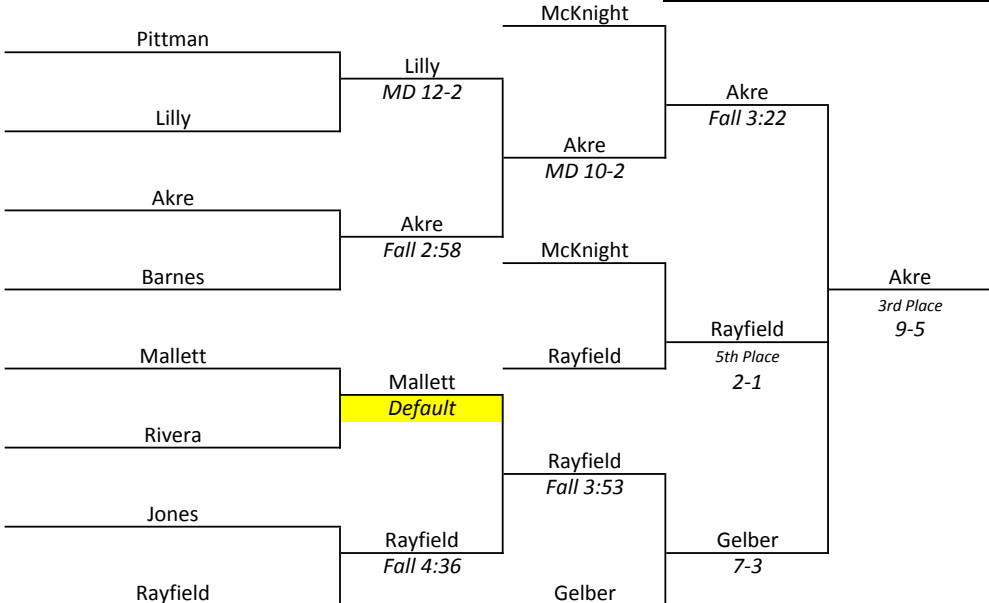 McKnight
Pittman
Lilly
MD 12-2
Akre
Fall 3:22
Lilly
Akre
MD 10-2
Akre
Akre
Fall 2:58
McKnight
Barnes
Akre
3rd Place
9-5
Rayfield
5th Place
2-1
Mallett
Rayfield
Mallett
Default
Rivera
Rayfield
Fall 3:53
Jones
Rayfield
Fall 4:36
Gelber
7-3
Rayfield
Gelber